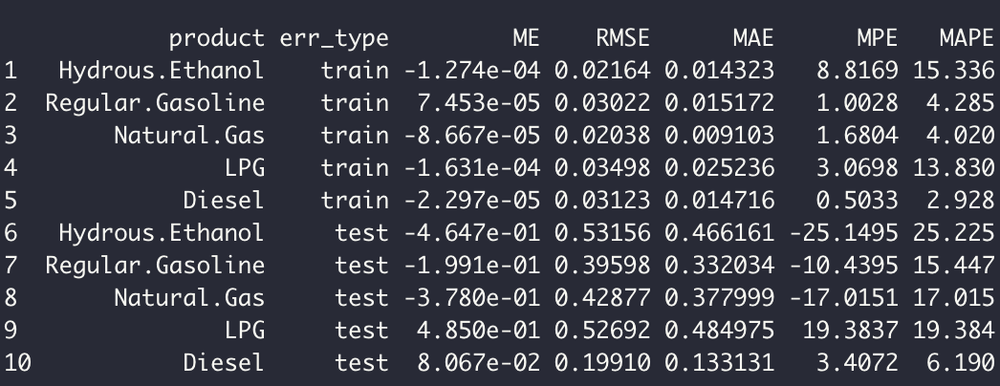 product err_type ME RMSE MAE MPE MAPE
1 Hydrous.Ethanol train -1.274e-04 0.02164 0.014323 8.8169 15.336
2 Regular.Gasoline train 7.453e-05 0.03022 0.015172 1.0028 4.285
3 Natural.Gas train -8.667e-05 0.02038 0.009103 1.6804 4.020
4 LPG train -1.631e-04 0.03498 0.025236 3.0698 13.830
5 Diesel train -2.297e-05 0.03123 0.014716 0.5033 2.928
6 Hydrous.Ethanol test -4.647e-01 0.53156 0.466161 -25.1495 25.225
7 Regular.Gasoline test -1.991e-01 0.39598 0.332034 -10.4395 15.447
8 Natural.Gas test -3.780e-01 0.42877 0.377999 -17.0151 17.015
9 LPG test 4.850e-01 0.52692 0.484975 19.3837 19.384
10 Diesel test 8.067e-02 0.19910 0.133131 3.4072 6.190